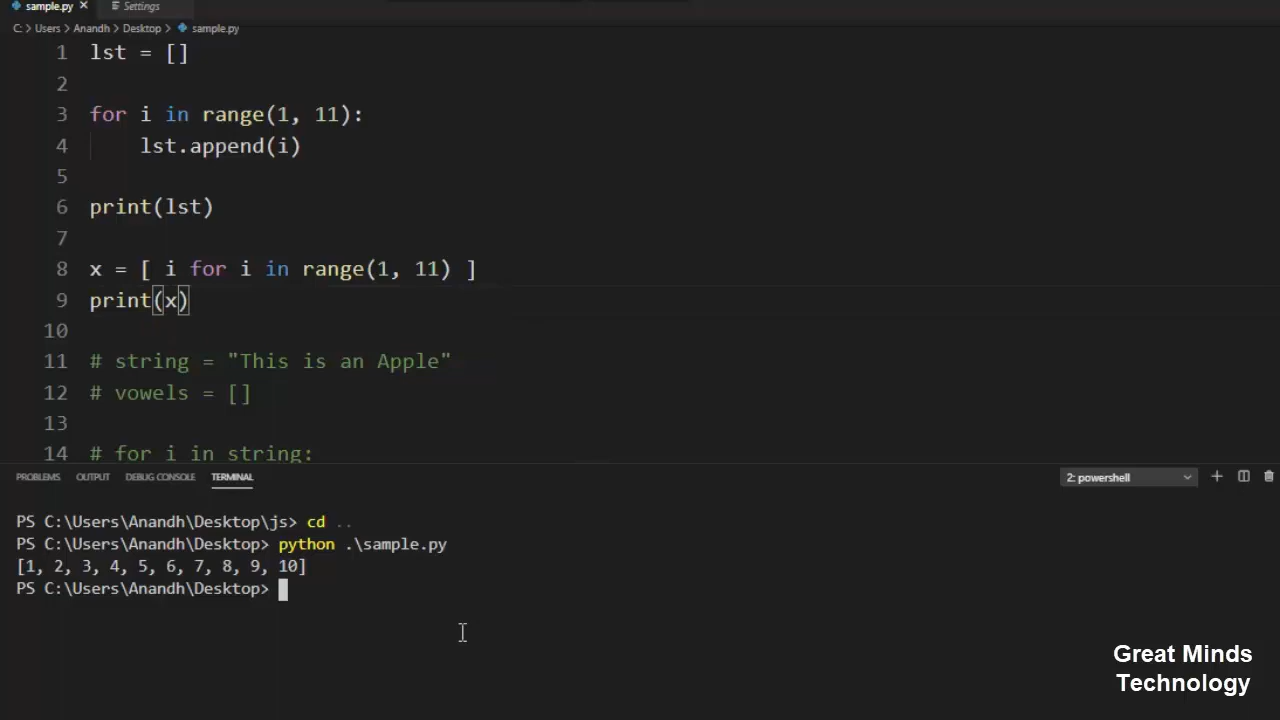 sample.py × Settings
C: > Users > Anandh > Desktop > sample.py
1 lst = []
2
3 for i in range(1, 11):
4     lst.append(i)
5
6 print(lst)
7
8 x = [ i for i in range(1, 11) ]
9 print(x)
10
11 # string = "This is an Apple"
12 # vowels = []
13
14 # for i in string:
PROBLEMS OUTPUT DEBUG CONSOLE TERMINAL 2: powershell
PS C:\Users\Anandh\Desktop\js> cd ..
PS C:\Users\Anandh\Desktop> python .\sample.py
[1, 2, 3, 4, 5, 6, 7, 8, 9, 10]
PS C:\Users\Anandh\Desktop>
Great Minds
Technology